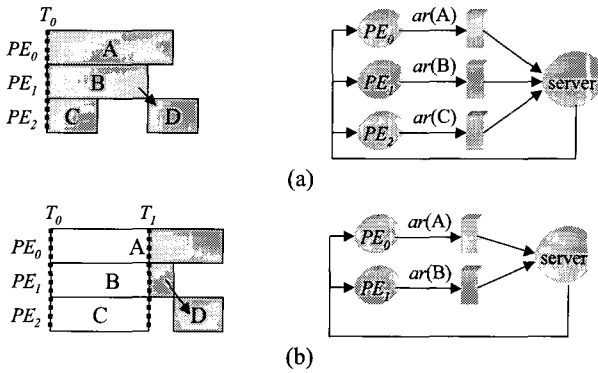 T0
PE0 A
PE1 B
PE2 C D
ar(A)
PE0
ar(B)
PE1
server
ar(C)
PE2
(a)
T0 T1
PE0 A
PE1 B
PE2 C D
ar(A)
PE0
server
ar(B)
PE1
(b)